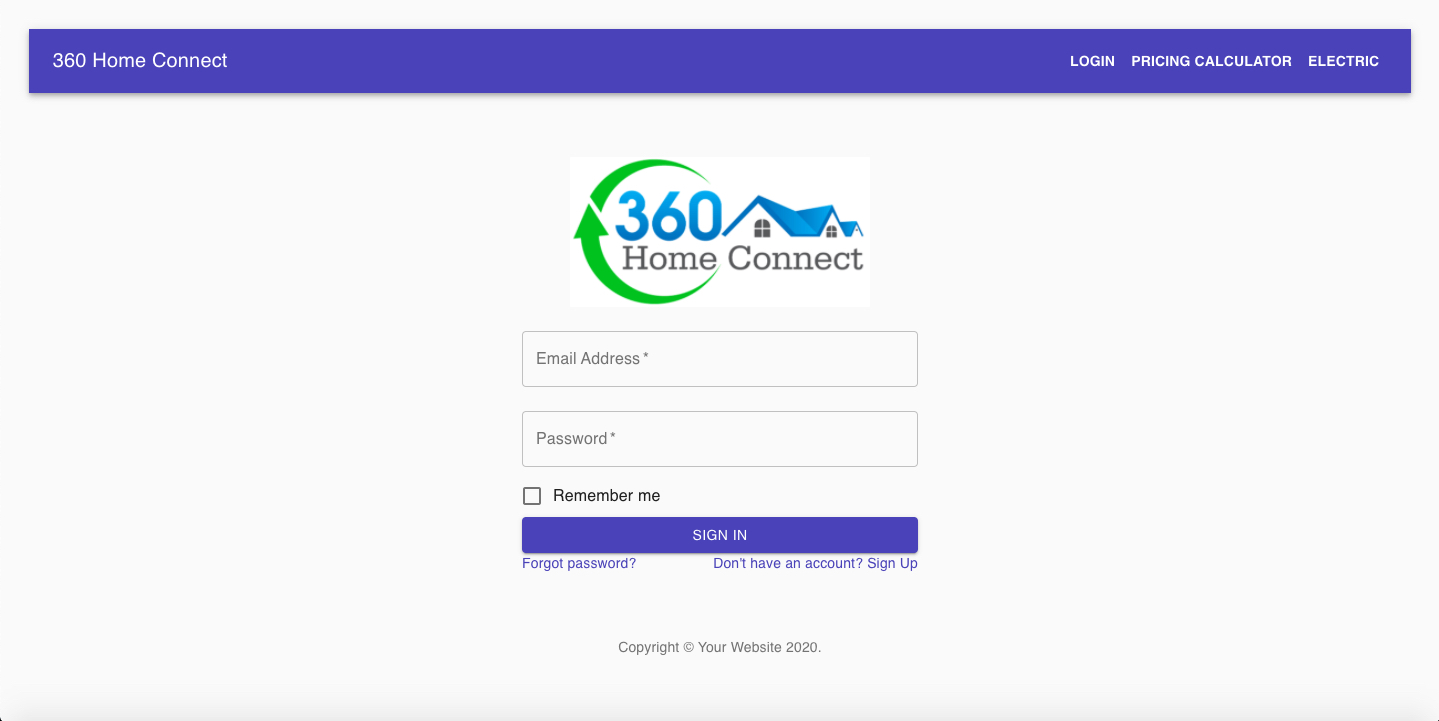 360 Home Connect
LOGIN PRICING CALCULATOR ELECTRIC
360
Home Connect
Email Address *
Password *
Remember me
SIGN IN
Forgot password? Don't have an account? Sign Up
Copyright © Your Website 2020.